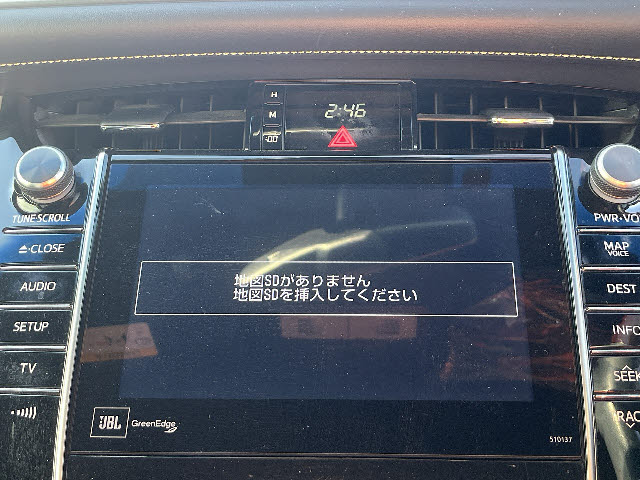 H
M
:00
2:46
TUNE·SCROLL
PWR·VO
⏏CLOSE
MAP
VOICE
AUDIO
DEST
SETUP
INFO
TV
SEEK
RAC
地図SDがありません
地図SDを挿入してください
JBL GreenEdge
510137